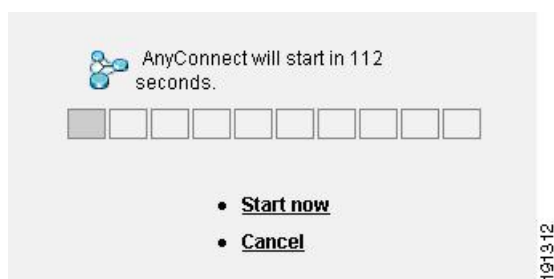 AnyConnect will start in 112
seconds.
Start now
Cancel
191312